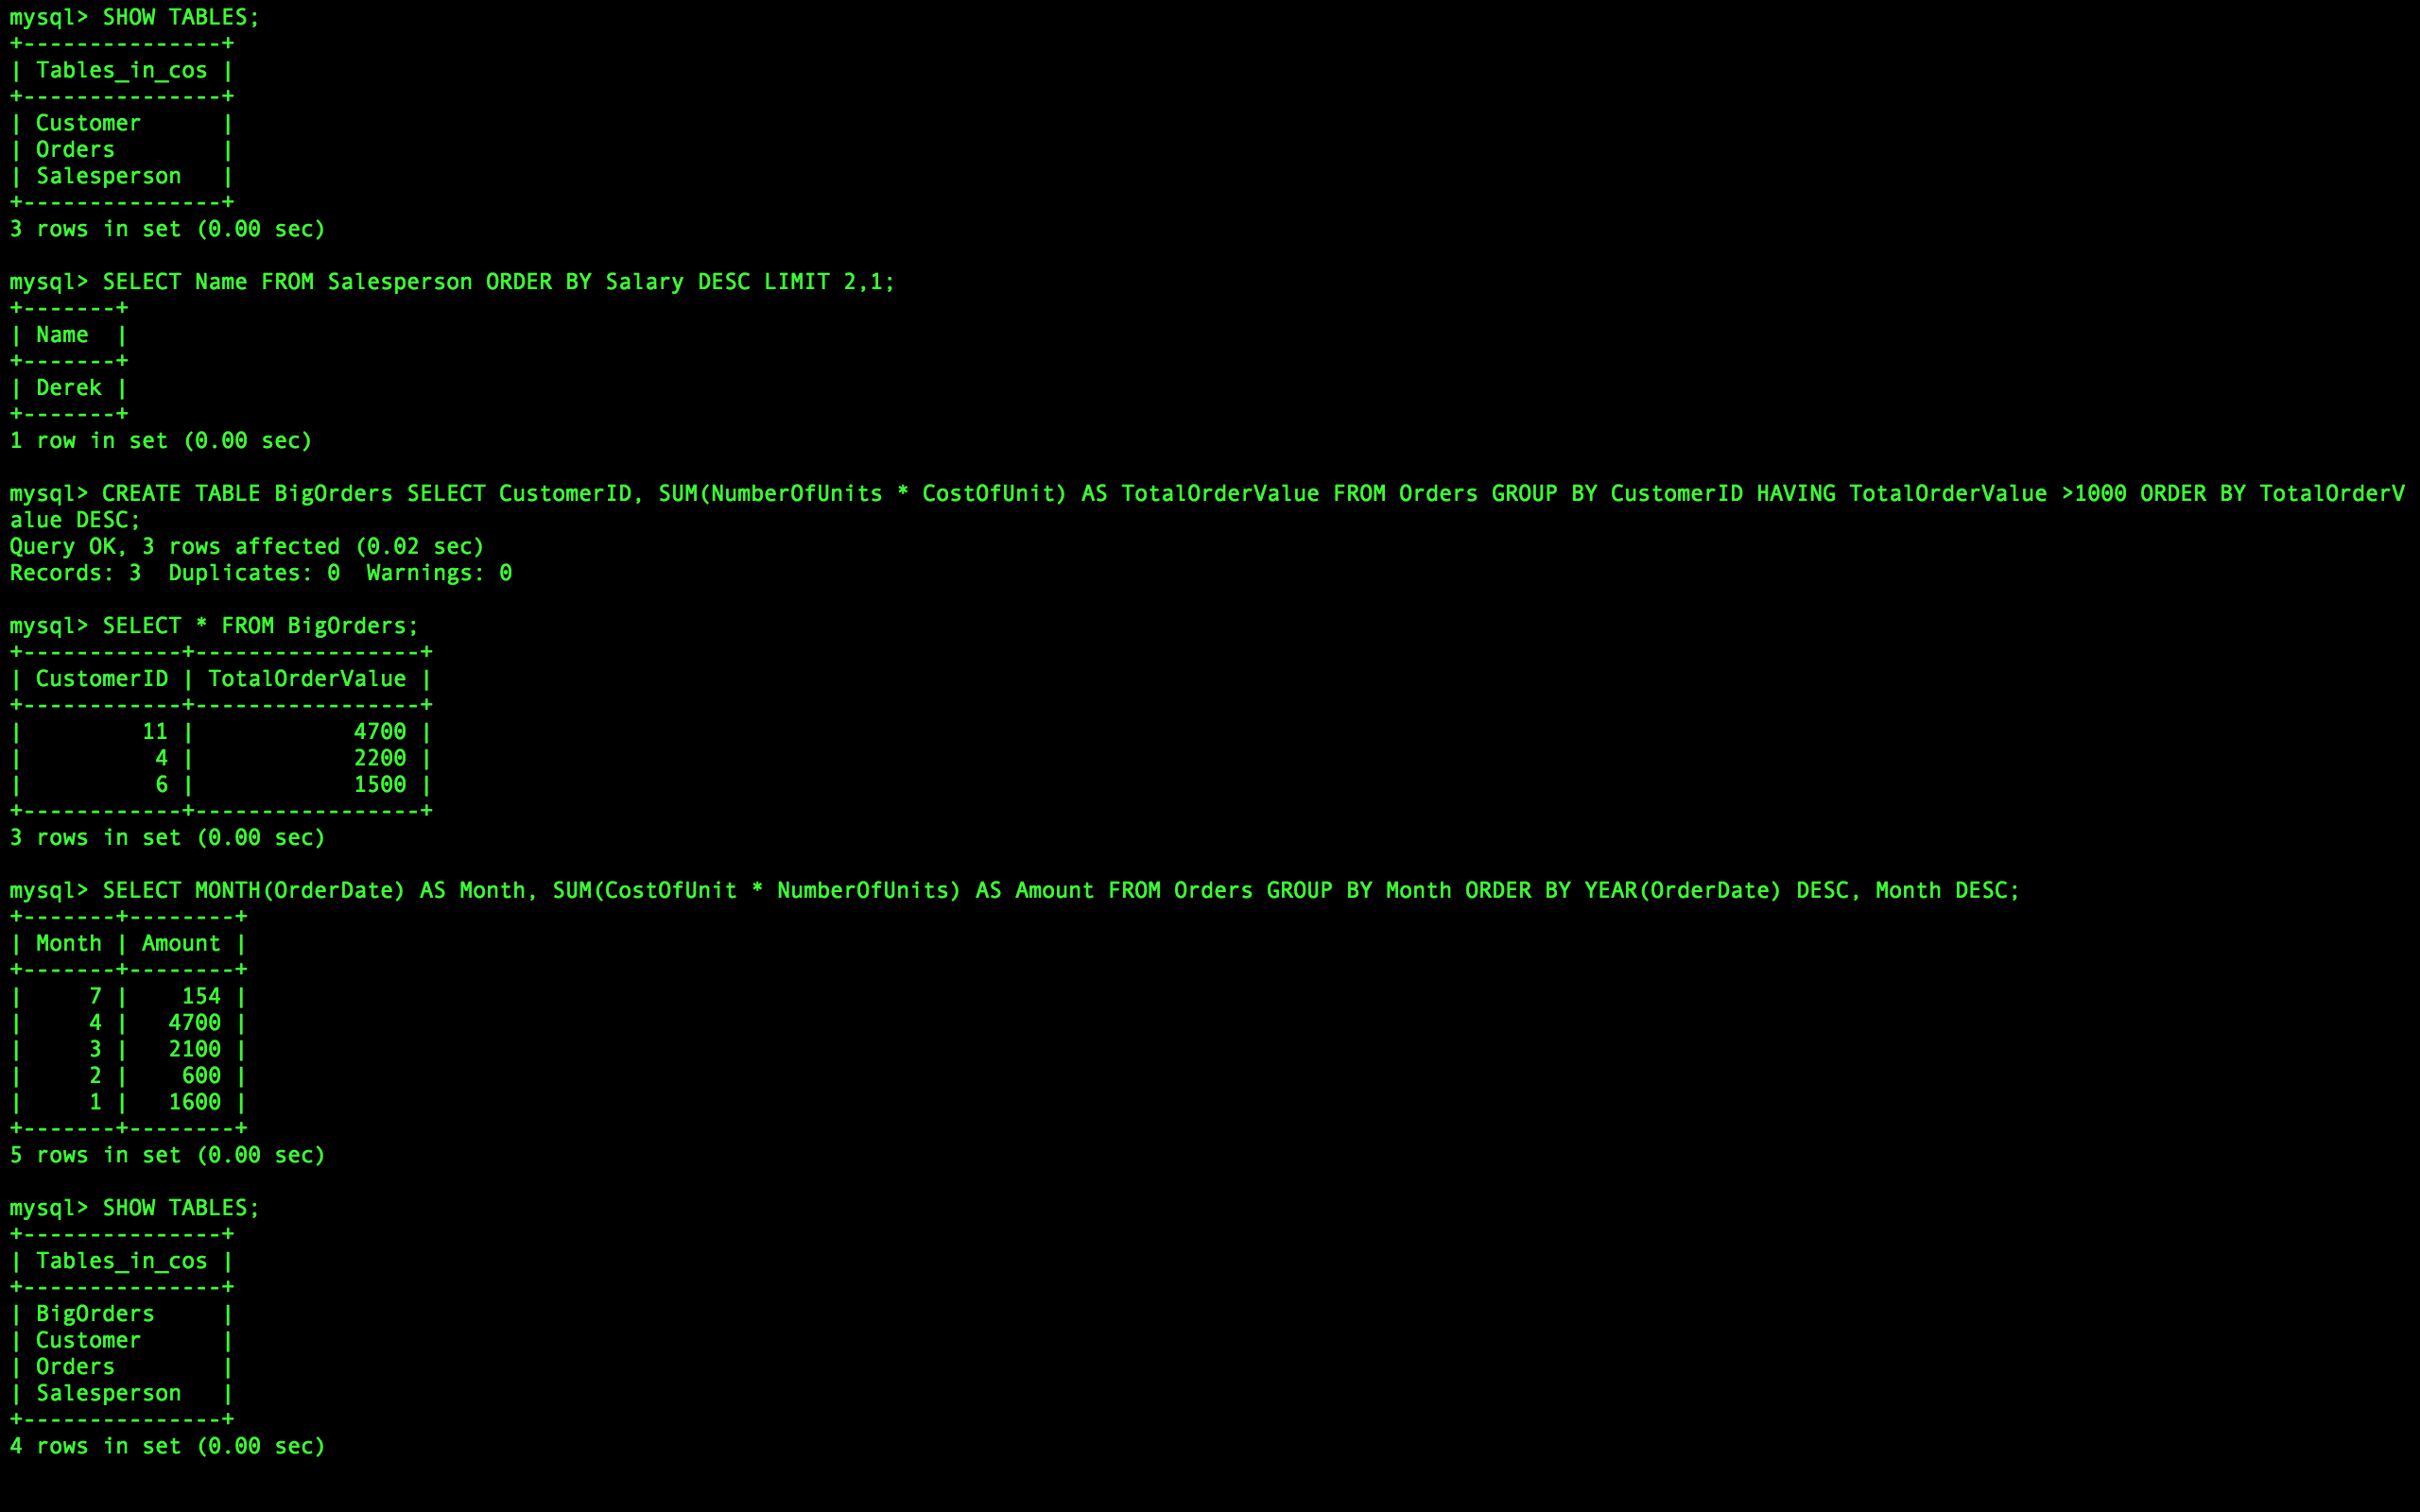 mysql> SHOW TABLES;
+---------------+
| Tables_in_cos |
+---------------+
| Customer      |
| Orders        |
| Salesperson   |
+---------------+
3 rows in set (0.00 sec)

mysql> SELECT Name FROM Salesperson ORDER BY Salary DESC LIMIT 2,1;
+-------+
| Name  |
+-------+
| Derek |
+-------+
1 row in set (0.00 sec)

mysql> CREATE TABLE BigOrders SELECT CustomerID, SUM(NumberOfUnits * CostOfUnit) AS TotalOrderValue FROM Orders GROUP BY CustomerID HAVING TotalOrderValue >1000 ORDER BY TotalOrderV
alue DESC;
Query OK, 3 rows affected (0.02 sec)
Records: 3  Duplicates: 0  Warnings: 0

mysql> SELECT * FROM BigOrders;
+------------+-----------------+
| CustomerID | TotalOrderValue |
+------------+-----------------+
|         11 |            4700 |
|          4 |            2200 |
|          6 |            1500 |
+------------+-----------------+
3 rows in set (0.00 sec)

mysql> SELECT MONTH(OrderDate) AS Month, SUM(CostOfUnit * NumberOfUnits) AS Amount FROM Orders GROUP BY Month ORDER BY YEAR(OrderDate) DESC, Month DESC;
+-------+--------+
| Month | Amount |
+-------+--------+
|     7 |    154 |
|     4 |   4700 |
|     3 |   2100 |
|     2 |    600 |
|     1 |   1600 |
+-------+--------+
5 rows in set (0.00 sec)

mysql> SHOW TABLES;
+---------------+
| Tables_in_cos |
+---------------+
| BigOrders     |
| Customer      |
| Orders        |
| Salesperson   |
+---------------+
4 rows in set (0.00 sec)